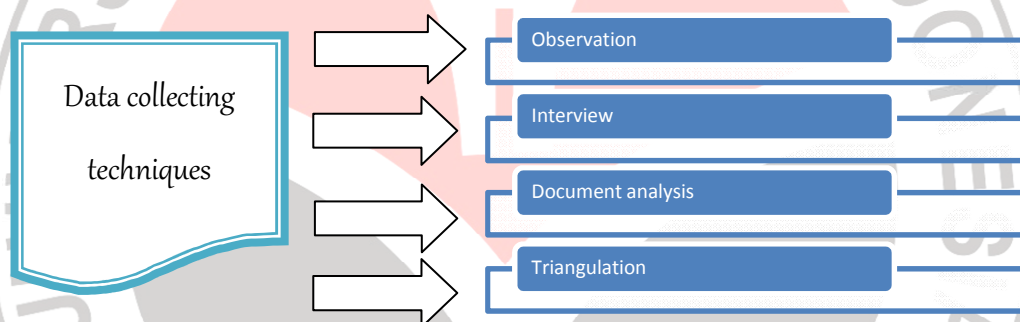 Data collecting
techniques
Observation
Interview
Document analysis
Triangulation